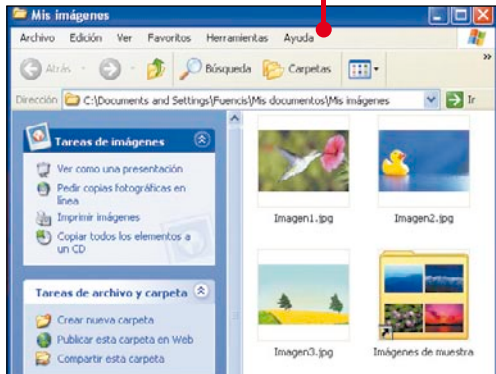 Mis imágenes
Archivo Edición Ver Favoritos Herramientas Ayuda
Atrás Búsqueda Carpetas
Dirección C:\Documents and Settings\Fuencis\Mis documentos\Mis imágenes Ir
Tareas de imágenes
Ver como una presentación
Pedir copias fotográficas en
línea
Imprimir imágenes
Copiar todos los elementos a
un CD
Tareas de archivo y carpeta
Crear nueva carpeta
Publicar esta carpeta en Web
Compartir esta carpeta
Imagen1.jpg Imagen2.jpg
Imagen3.jpg Imágenes de muestra